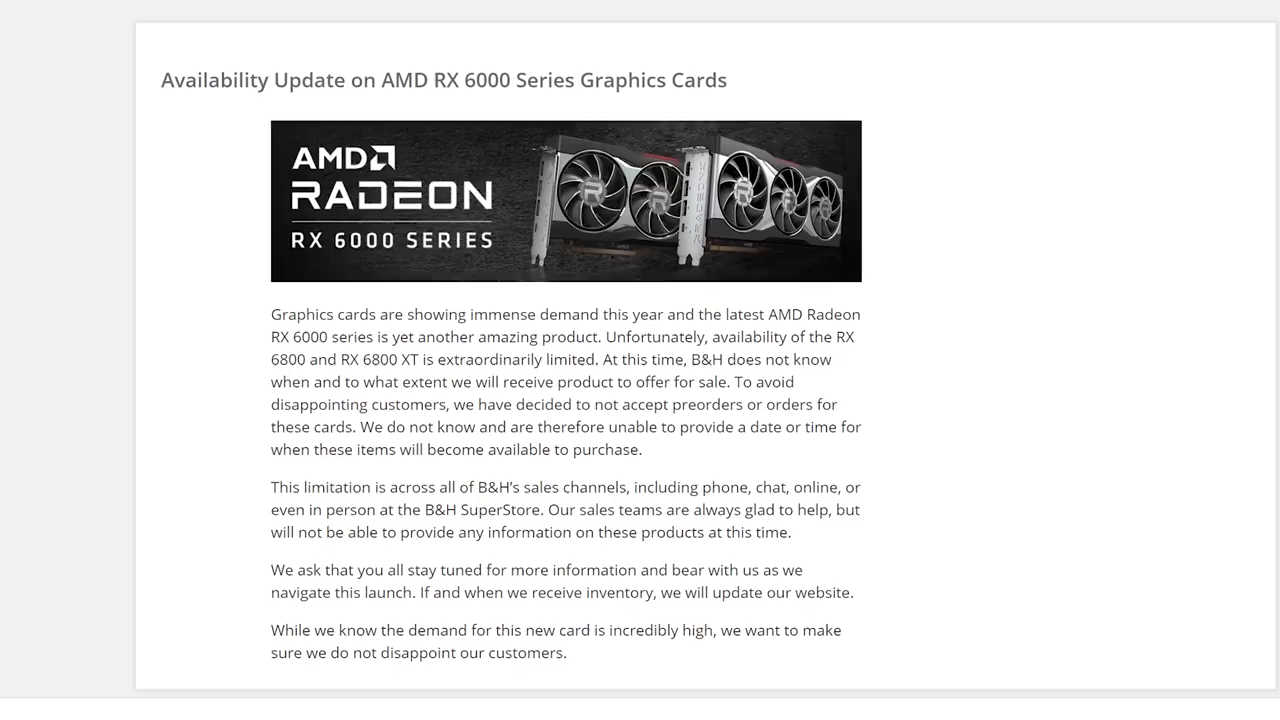 Availability Update on AMD RX 6000 Series Graphics Cards
AMD
RADEON
RX 6000 SERIES
Graphics cards are showing immense demand this year and the latest AMD Radeon
RX 6000 series is yet another amazing product. Unfortunately, availability of the RX
6800 and RX 6800 XT is extraordinarily limited. At this time, B&H does not know
when and to what extent we will receive product to offer for sale. To avoid
disappointing customers, we have decided to not accept preorders or orders for
these cards. We do not know and are therefore unable to provide a date or time for
when these items will become available to purchase.
This limitation is across all of B&H’s sales channels, including phone, chat, online, or
even in person at the B&H SuperStore. Our sales teams are always glad to help, but
will not be able to provide any information on these products at this time.
We ask that you all stay tuned for more information and bear with us as we
navigate this launch. If and when we receive inventory, we will update our website.
While we know the demand for this new card is incredibly high, we want to make
sure we do not disappoint our customers.